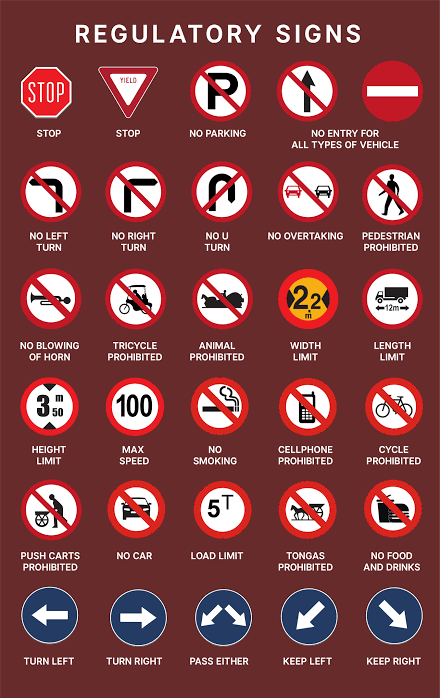 REGULATORY SIGNS
STOP
YIELD
P
STOP
STOP
NO PARKING
NO ENTRY FOR
ALL TYPES OF VEHICLE
NO LEFT
TURN
NO RIGHT
TURN
NO U
TURN
NO OVERTAKING
PEDESTRIAN
PROHIBITED
2,2
m
12m
NO BLOWING
OF HORN
TRICYCLE
PROHIBITED
ANIMAL
PROHIBITED
WIDTH
LIMIT
LENGTH
LIMIT
3 m
50
100
HEIGHT
LIMIT
MAX
SPEED
NO
SMOKING
CELLPHONE
PROHIBITED
CYCLE
PROHIBITED
5T
PUSH CARTS
PROHIBITED
NO CAR
LOAD LIMIT
TONGAS
PROHIBITED
NO FOOD
AND DRINKS
TURN LEFT
TURN RIGHT
PASS EITHER
KEEP LEFT
KEEP RIGHT